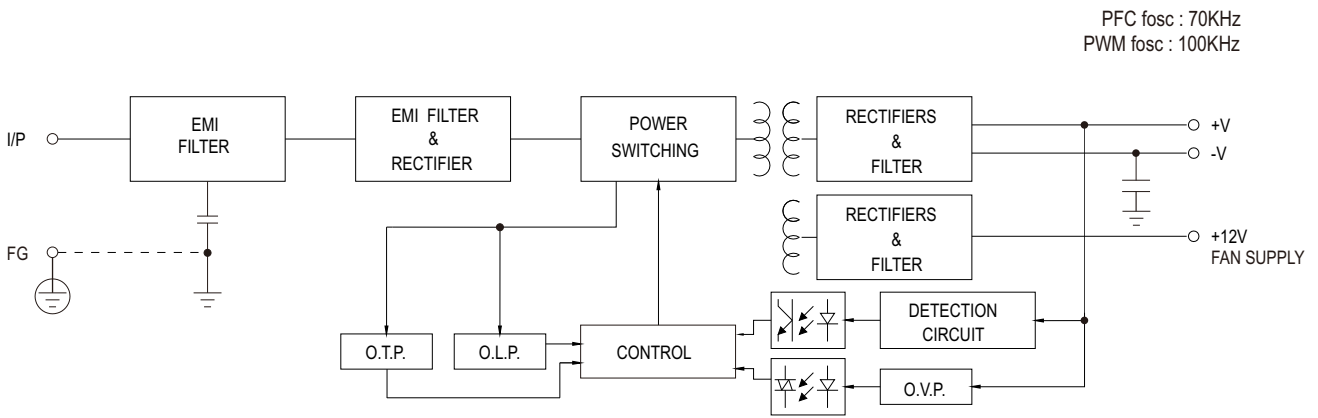 PFC fosc : 70KHz
PWM fosc : 100KHz
I/P
EMI
FILTER
EMI FILTER
&
RECTIFIER
POWER
SWITCHING
RECTIFIERS
&
FILTER
+V
-V
RECTIFIERS
&
FILTER
+12V
FAN SUPPLY
FG
DETECTION
CIRCUIT
O.T.P.
O.L.P.
CONTROL
O.V.P.